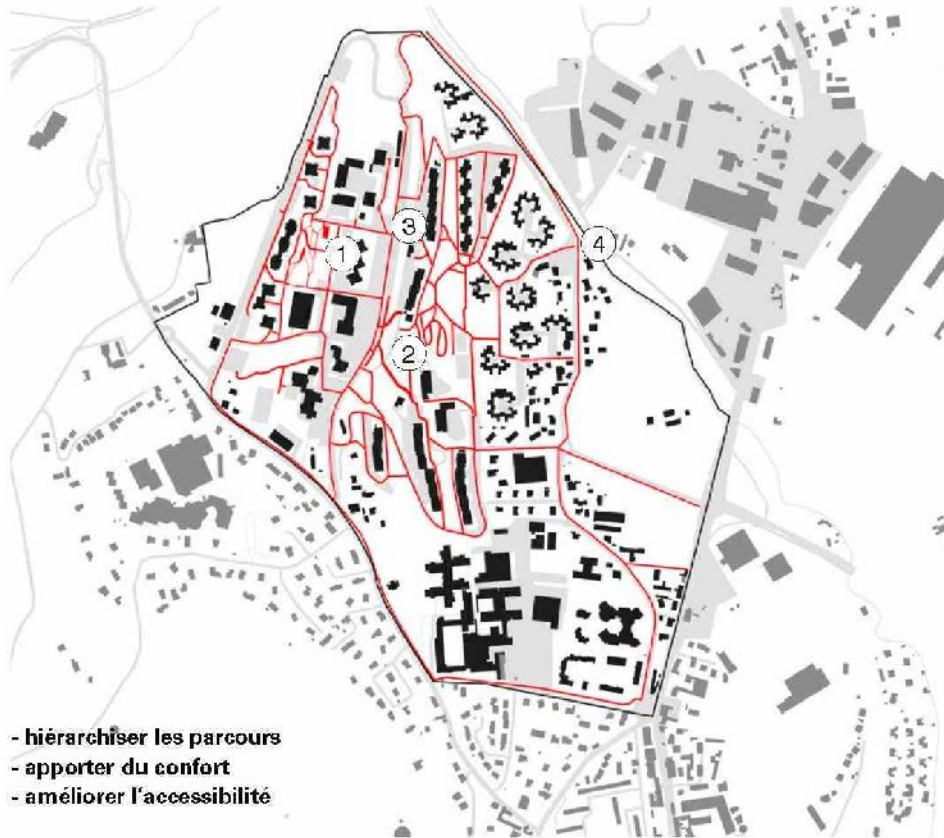 3
4
1
2
- hiérarchiser les parcours
- apporter du confort
- améliorer l'accessibilité